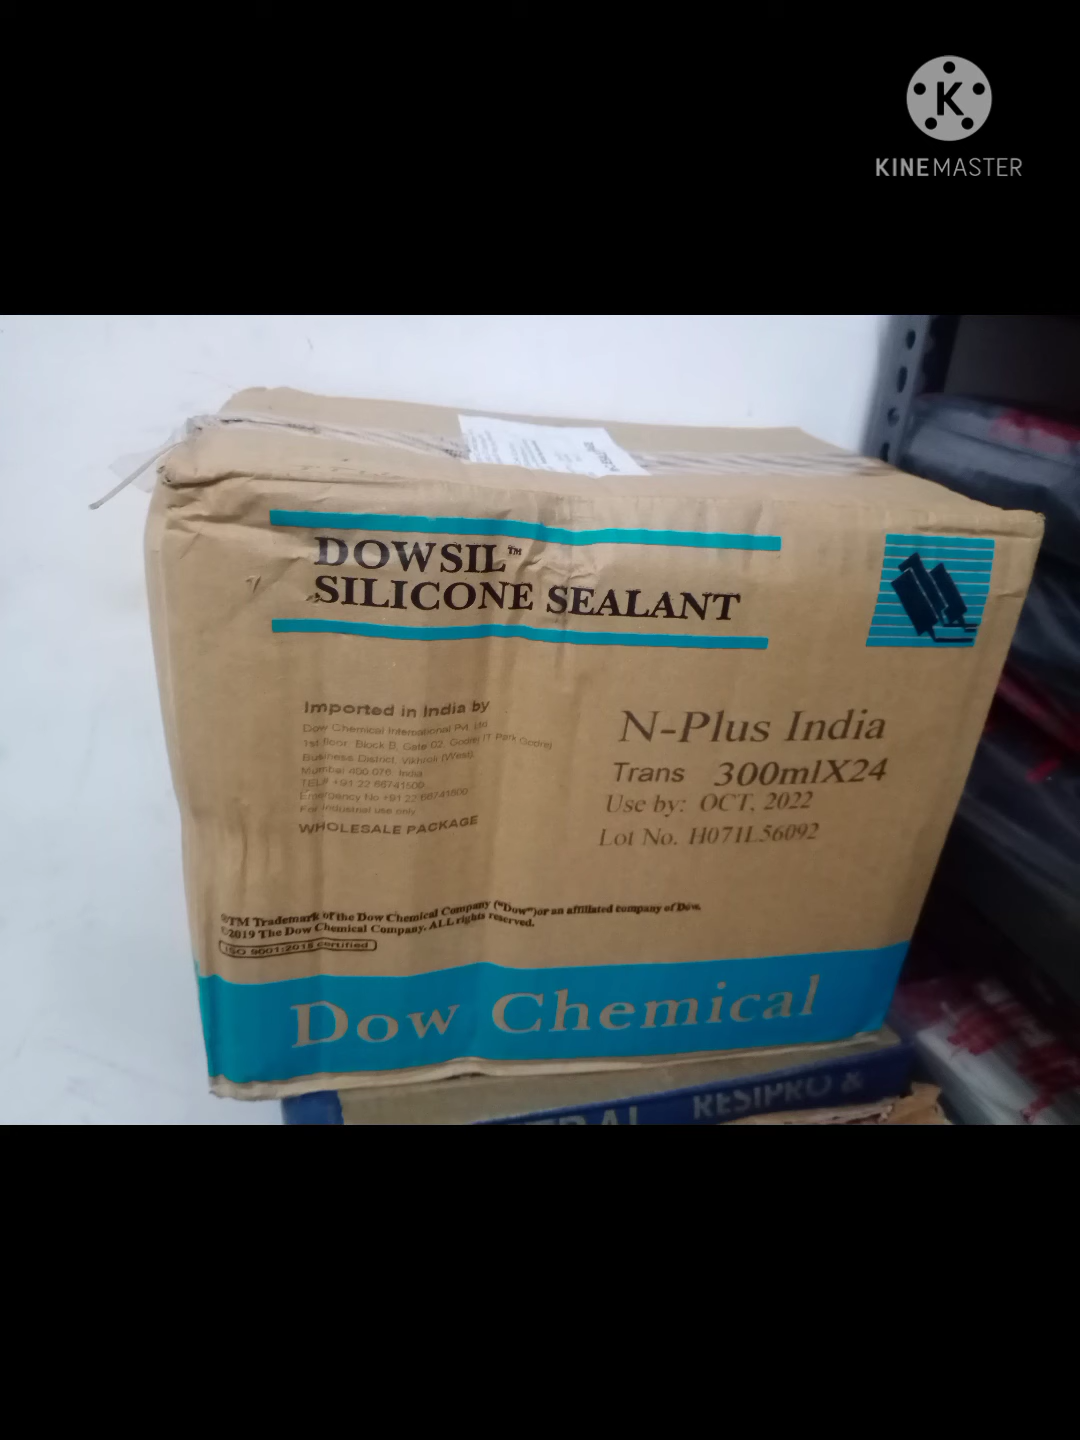 K
KINEMASTER
DOWSIL™
SILICONE SEALANT
Imported in India by
Dow Chemical International Pvt. Ltd
1st floor, Block B, Gate 02, Godrej IT Park Godrej
Business District, Vikhroli (West)
Mumbai 400 076, India
TEL# +91 22 66741500
Emergency No +91 22 66741600
For Industrial use only
WHOLESALE PACKAGE
N-Plus India
Trans 300mlX24
Use by: OCT, 2022
Lot No. H071L56092
®TM Trademark of the Dow Chemical Company ("Dow")or an affiliated company of Dow.
©2019 The Dow Chemical Company. ALL rights reserved.
ISO 9001:2015 certified
Dow Chemical
RESIPRO &